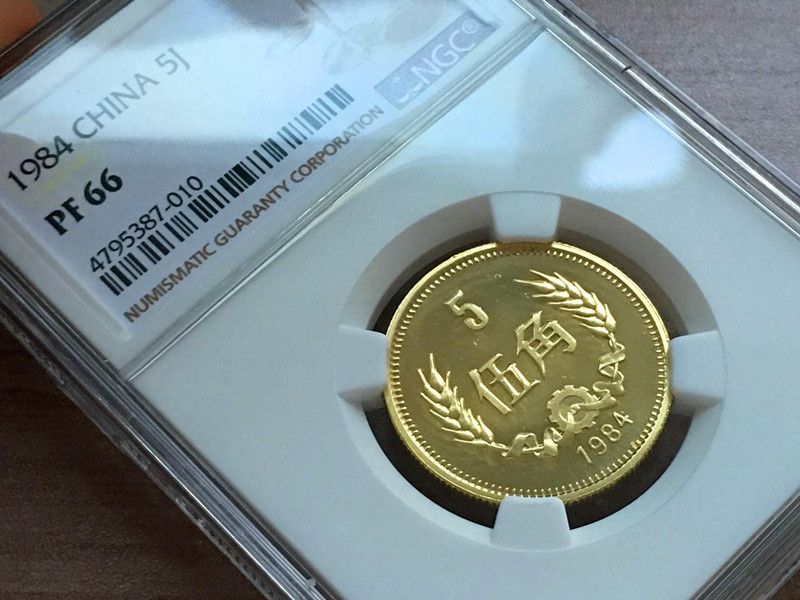 1984 CHINA 5J
PF 66
4795387-010
NUMISMATIC GUARANTY CORPORATION
NGC®
5
伍角
1984